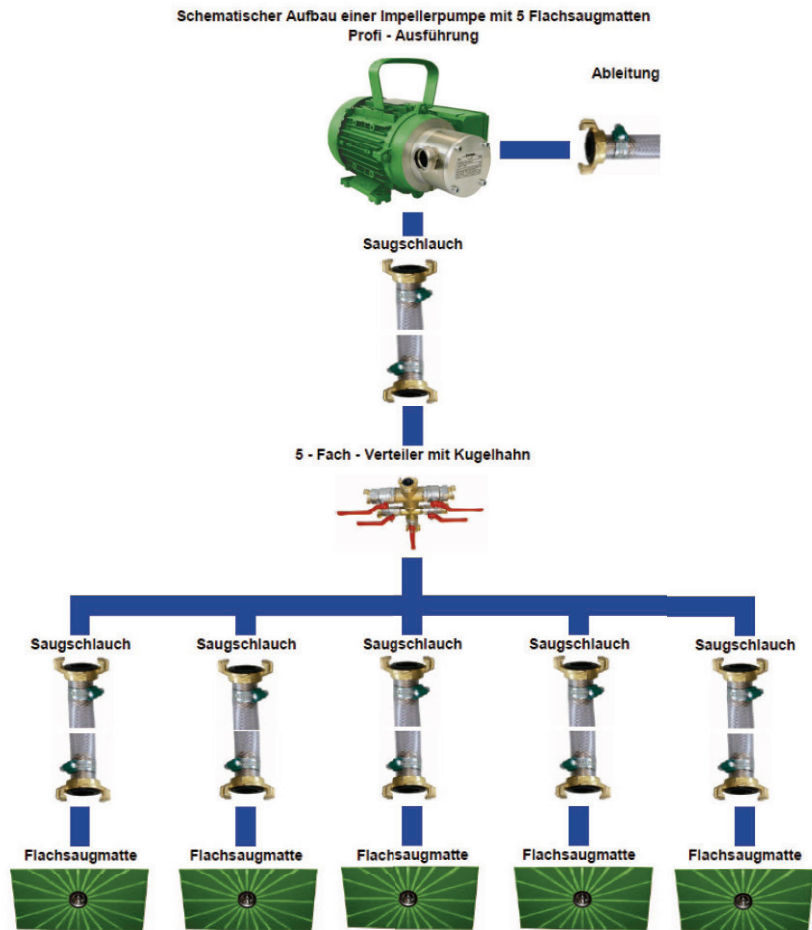 Schematischer Aufbau einer Impellerpumpe mit 5 Flachsaugmatten
Profi - Ausführung
Ableitung
Saugschlauch
5 - Fach - Verteiler mit Kugelhahn
Saugschlauch Saugschlauch Saugschlauch Saugschlauch Saugschlauch
Flachsaugmatte Flachsaugmatte Flachsaugmatte Flachsaugmatte Flachsaugmatte